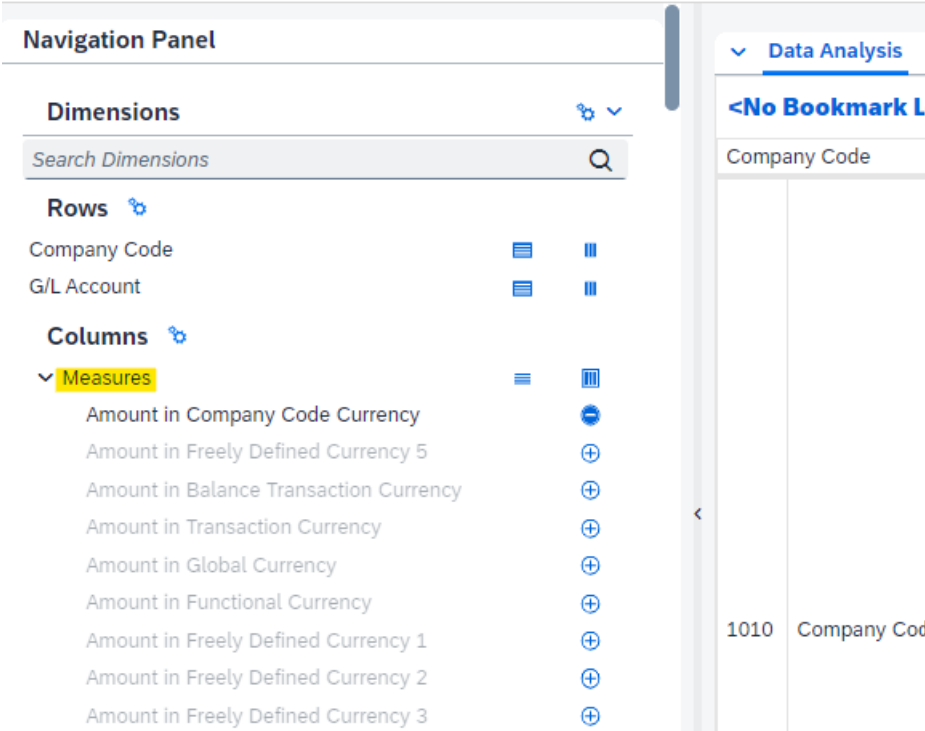 Navigation Panel
Dimensions
Search Dimensions
Rows
Company Code
G/L Account
Columns
Measures
Amount in Company Code Currency
Amount in Freely Defined Currency 5
Amount in Balance Transaction Currency
Amount in Transaction Currency
Amount in Global Currency
Amount in Functional Currency
Amount in Freely Defined Currency 1
Amount in Freely Defined Currency 2
Amount in Freely Defined Currency 3
Data Analysis
<No Bookmark L
Company Code
1010 Company Cod